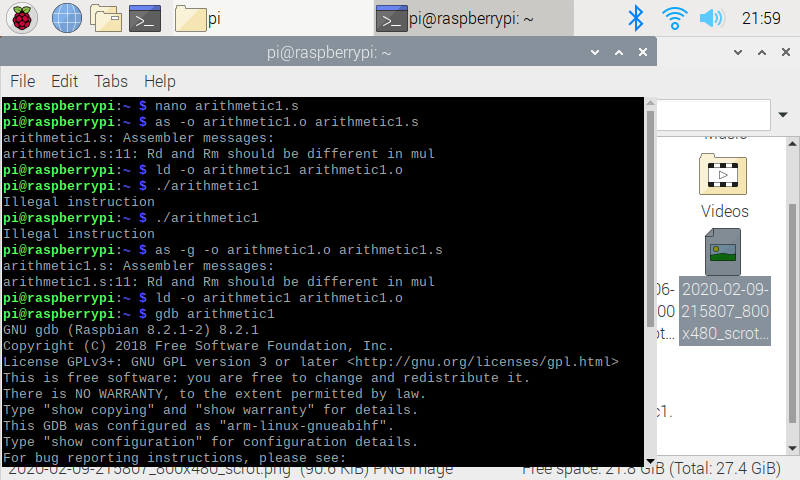 pi
pi@raspberrypi: ~
21:59
pi@raspberrypi: ~
File Edit Tabs Help
pi@raspberrypi:~ $ nano arithmetic1.s
pi@raspberrypi:~ $ as -o arithmetic1.o arithmetic1.s
arithmetic1.s: Assembler messages:
arithmetic1.s:11: Rd and Rm should be different in mul
pi@raspberrypi:~ $ ld -o arithmetic1 arithmetic1.o
pi@raspberrypi:~ $ ./arithmetic1
Illegal instruction
pi@raspberrypi:~ $ ./arithmetic1
Illegal instruction
pi@raspberrypi:~ $ as -g -o arithmetic1.o arithmetic1.s
arithmetic1.s: Assembler messages:
arithmetic1.s:11: Rd and Rm should be different in mul
pi@raspberrypi:~ $ ld -o arithmetic1 arithmetic1.o
pi@raspberrypi:~ $ gdb arithmetic1
GNU gdb (Raspbian 8.2.1-2) 8.2.1
Copyright (C) 2018 Free Software Foundation, Inc.
License GPLv3+: GNU GPL version 3 or later <http://gnu.org/licenses/gpl.html>
This is free software: you are free to change and redistribute it.
There is NO WARRANTY, to the extent permitted by law.
Type "show copying" and "show warranty" for details.
This GDB was configured as "arm-linux-gnueabihf".
Type "show configuration" for configuration details.
For bug reporting instructions, please see:
Videos
2020-02-09-
215807_800
x480_scrot...
06-
00
t...
c1.
2020-02-09-215807_800x480_scrot.png" (90.6 KiB) PNG image
Free space: 21.8 GiB (Total: 27.4 GiB)